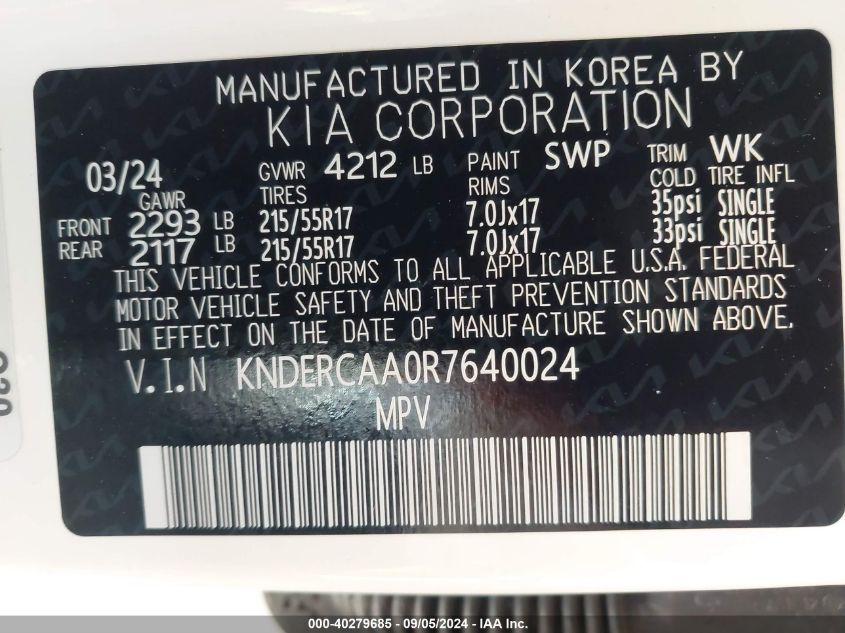 MANUFACTURED IN KOREA BY
KIA CORPORATION
03/24 GVWR 4212 LB PAINT SWP TRIM WK
GAWR TIRES RIMS COLD TIRE INFL
FRONT 2293 LB 215/55R17 7.0Jx17 35psi SINGLE
REAR 2117 LB 215/55R17 7.0Jx17 33psi SINGLE
THIS VEHICLE CONFORMS TO ALL APPLICABLE U.S.A. FEDERAL
MOTOR VEHICLE SAFETY AND THEFT PREVENTION STANDARDS
IN EFFECT ON THE DATE OF MANUFACTURE SHOWN ABOVE.
V.I.N KNDERCAA0R7640024
MPV
000-40279685 - 09/05/2024 - IAAI.com